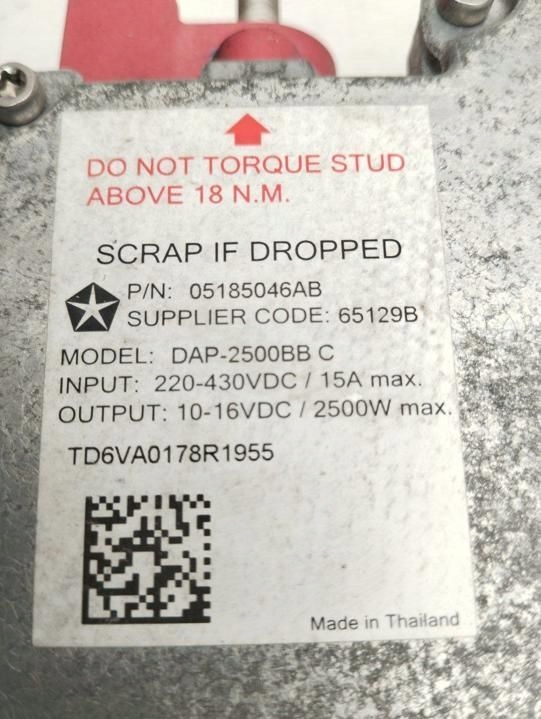 DO NOT TORQUE STUD
ABOVE 18 N.M.
SCRAP IF DROPPED
P/N: 05185046AB
SUPPLIER CODE: 65129B
MODEL: DAP-2500BB C
INPUT: 220-430VDC / 15A max.
OUTPUT: 10-16VDC / 2500W max.
TD6VA0178R1955
Made in Thailand